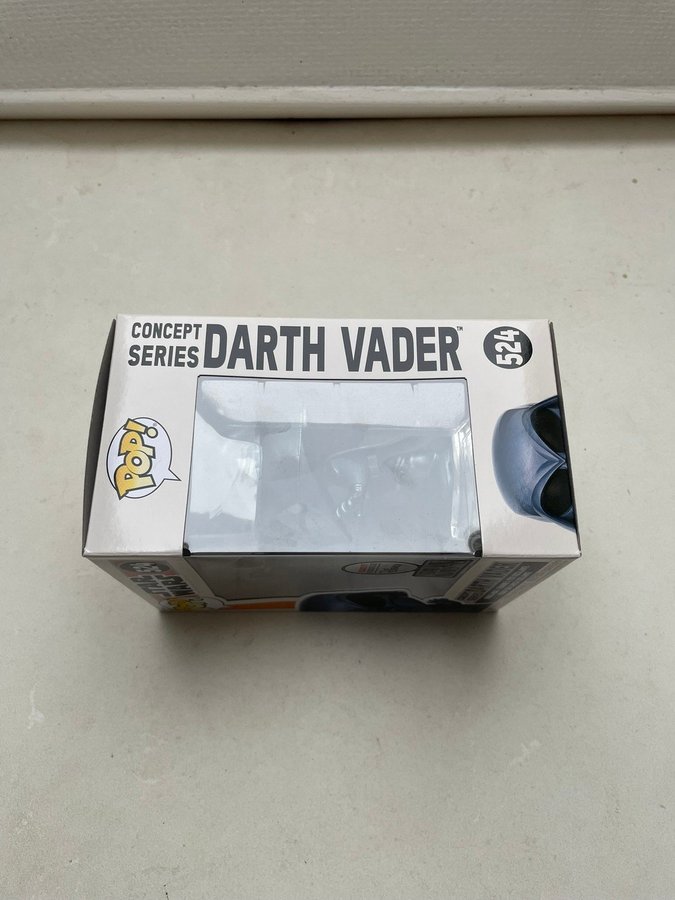 CONCEPT
SERIES
DARTH VADER™
524
POP!